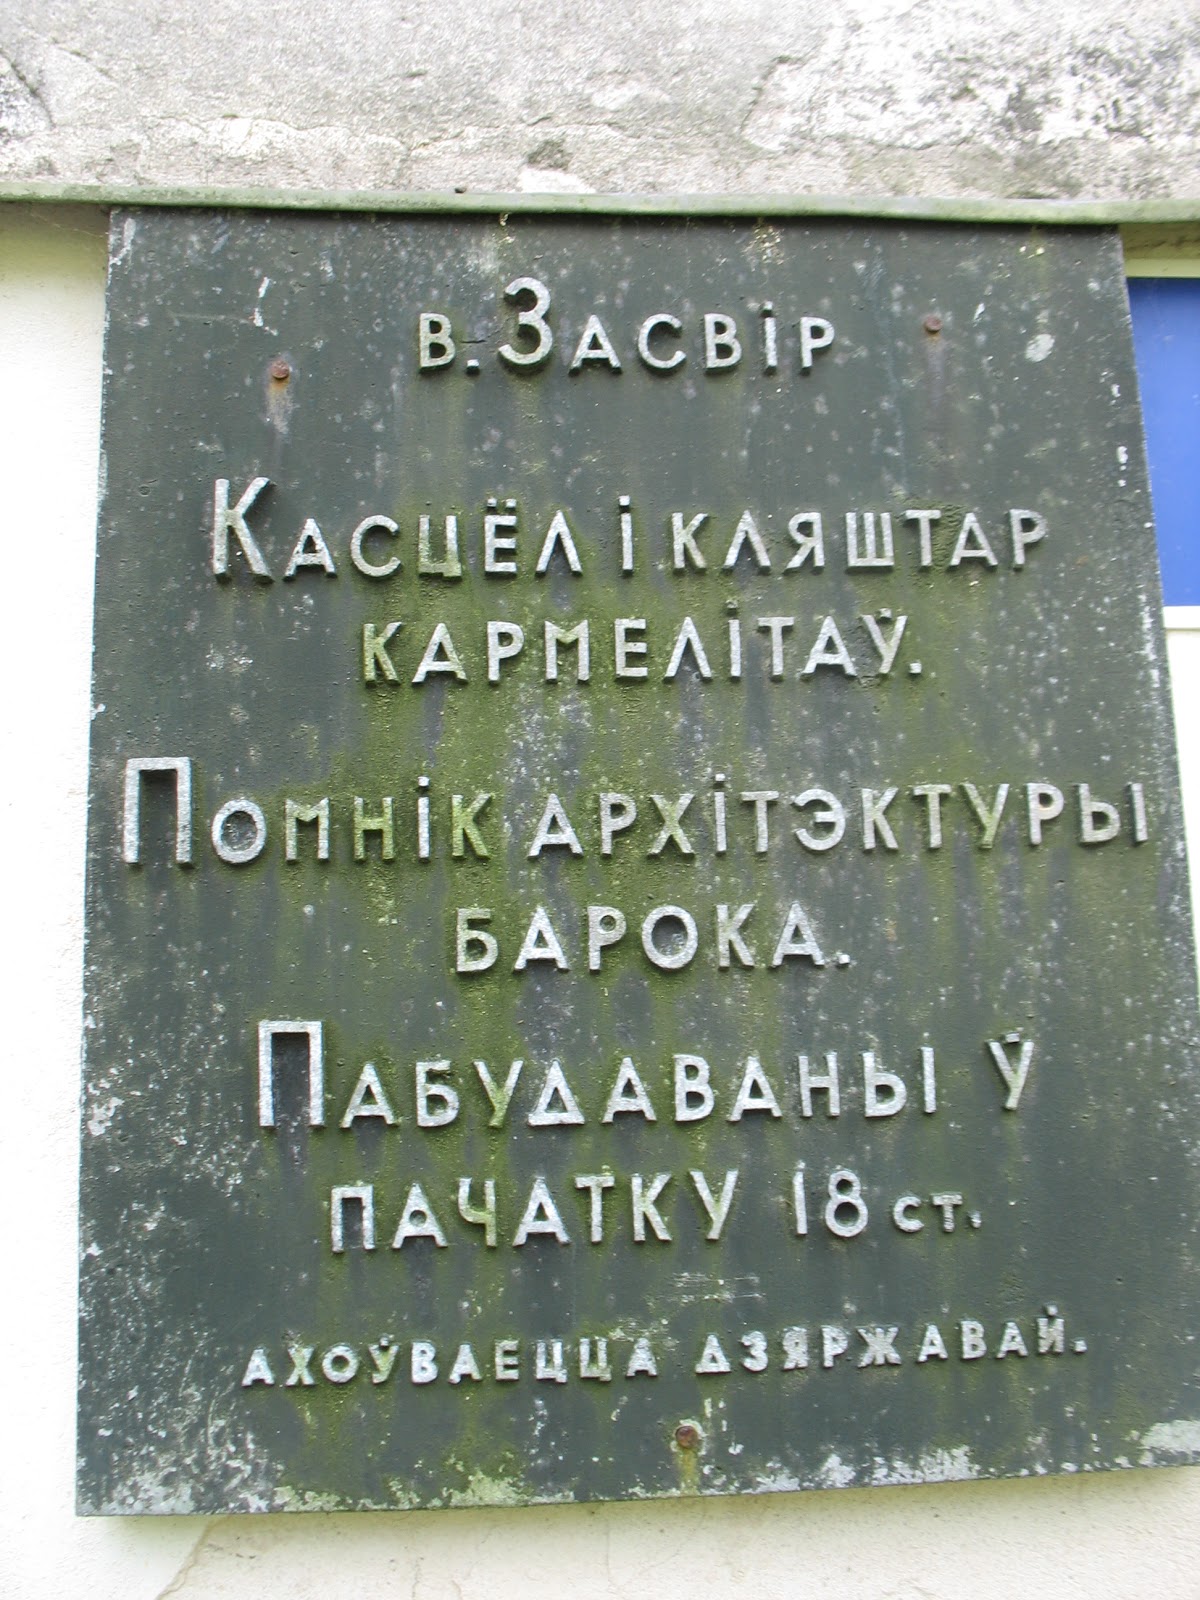 в. Засвір
Касцёл і кляштар
кармелітаў.
Помнік архітэктуры
барока.
Пабудаваны ў
пачатку 18 ст.
ахоўваецца дзяржавай.